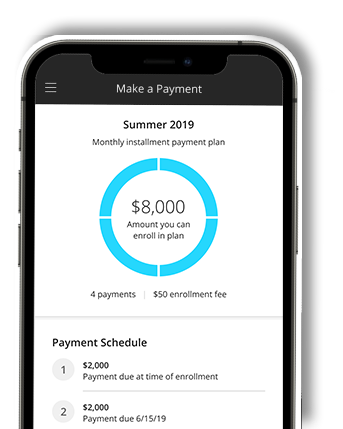 Make a Payment
Summer 2019
Monthly installment payment plan
$8,000
Amount you can
enroll in plan
4 payments | $50 enrollment fee
Payment Schedule
1
$2,000
Payment due at time of enrollment
2
$2,000
Payment due 6/15/19